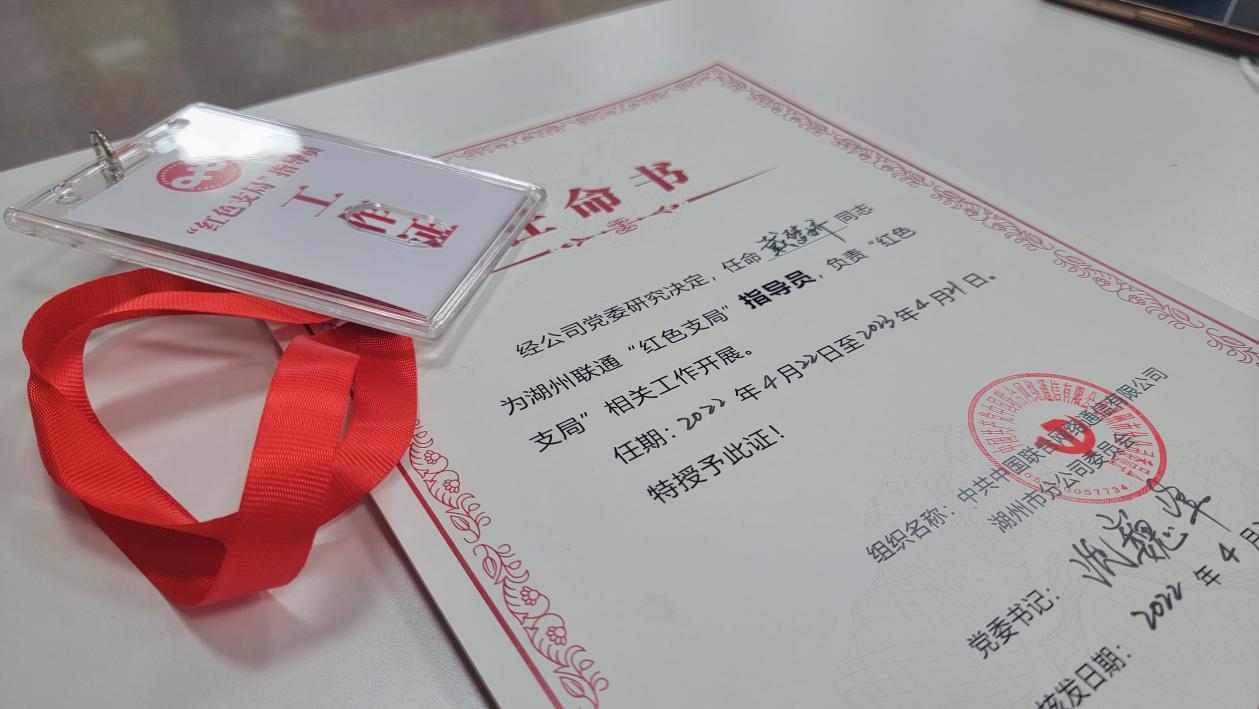 “红色支局”指导员
工作证
任命书
经公司党委研究决定，任命戴梦妍同志
为湖州联通“红色支局”指导员，负责“红色
支局”相关工作开展。
任期：2022年4月22日至2023年4月21日。
特授予此证！
组织名称：中共中国联合网络通信有限公司
湖州市分公司委员会
党委书记：
核发日期：2022年4月